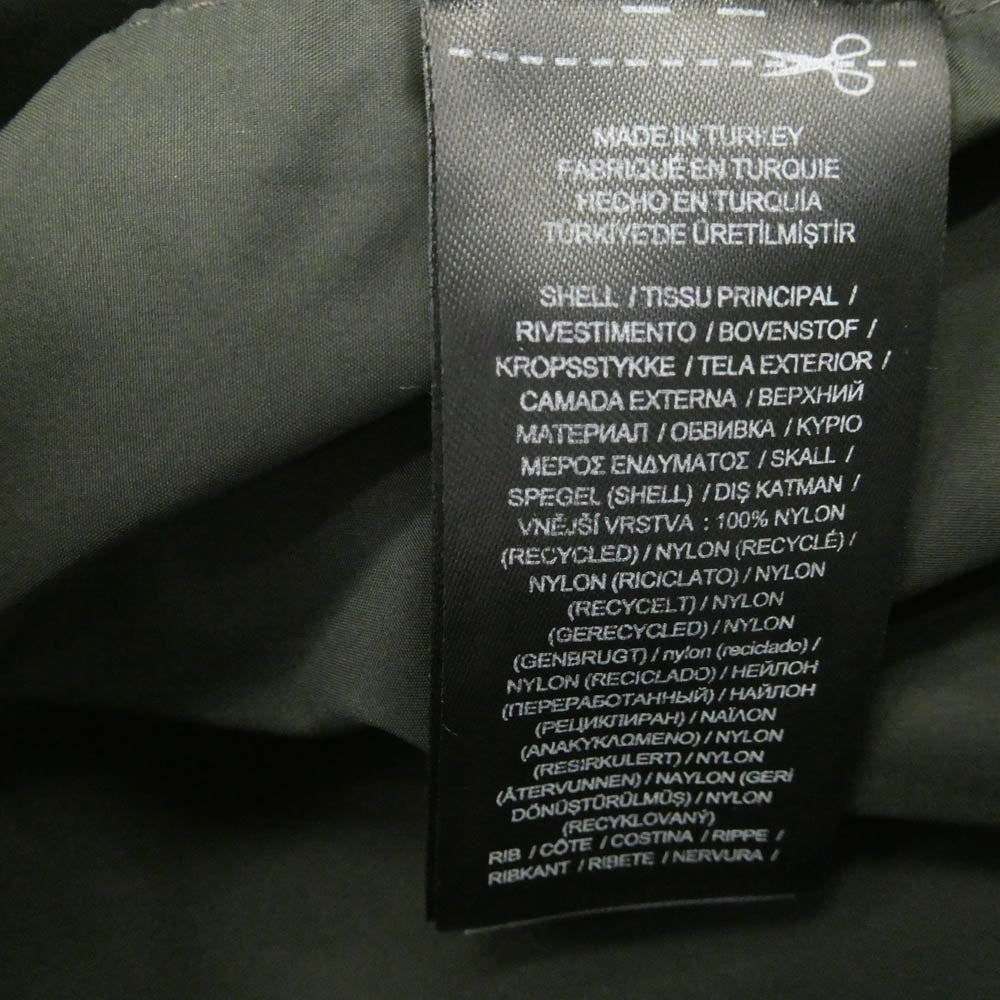 MADE IN TURKEY
FABRIQUÉ EN TURQUIE
HECHO EN TURQUÍA
TÜRKİYE'DE ÜRETİLMİŞTİR
SHELL / TISSU PRINCIPAL /
RIVESTIMENTO / BOVENSTOF /
KROPSSTYKKE / TELA EXTERIOR /
CAMADA EXTERNA / ВЕРХНИЙ
МАТЕРИАЛ / ОБВИВКА / ΚΥΡΙΟ
ΜΕΡΟΣ ΕΝΔΥΜΑΤΟΣ / SKALL /
SPEGEL (SHELL) / DIŞ KATMAN /
VNĚJŠÍ VRSTVA : 100% NYLON
(RECYCLED) / NYLON (RECYCLÉ) /
NYLON (RICICLATO) / NYLON
(RECYCELT) / NYLON
(GERECYCLED) / NYLON
(GENBRUGT) / nylon (reciclado) /
NYLON (RECICLADO) / НЕЙЛОН
(ПЕРЕРАБОТАННЫЙ) / НАЙЛОН
(РЕЦИКЛИРАН) / ΝΑΪΛΟΝ
(ΑΝΑΚΥΚΛΩΜΕΝΟ) / NYLON
(RESIRKULERT) / NYLON
(ÅTERVUNNEN) / NAYLON (GERİ
DÖNÜŞTÜRÜLMÜŞ) / NYLON
(RECYKLOVANÝ)
RIB / CÔTE / COSTINA / RIPPE /
RIBKANT / RIBETE / NERVURA /